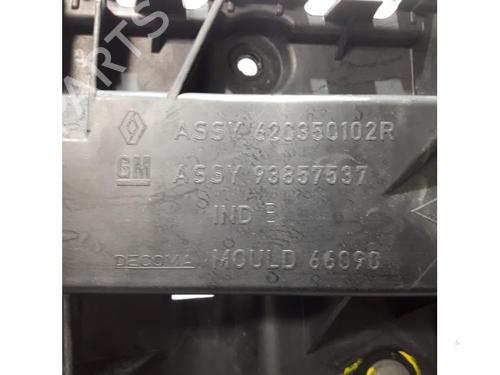 ASSY 620350102R
GM ASSY 93857537
IND B
DECOMA MOULD 66090